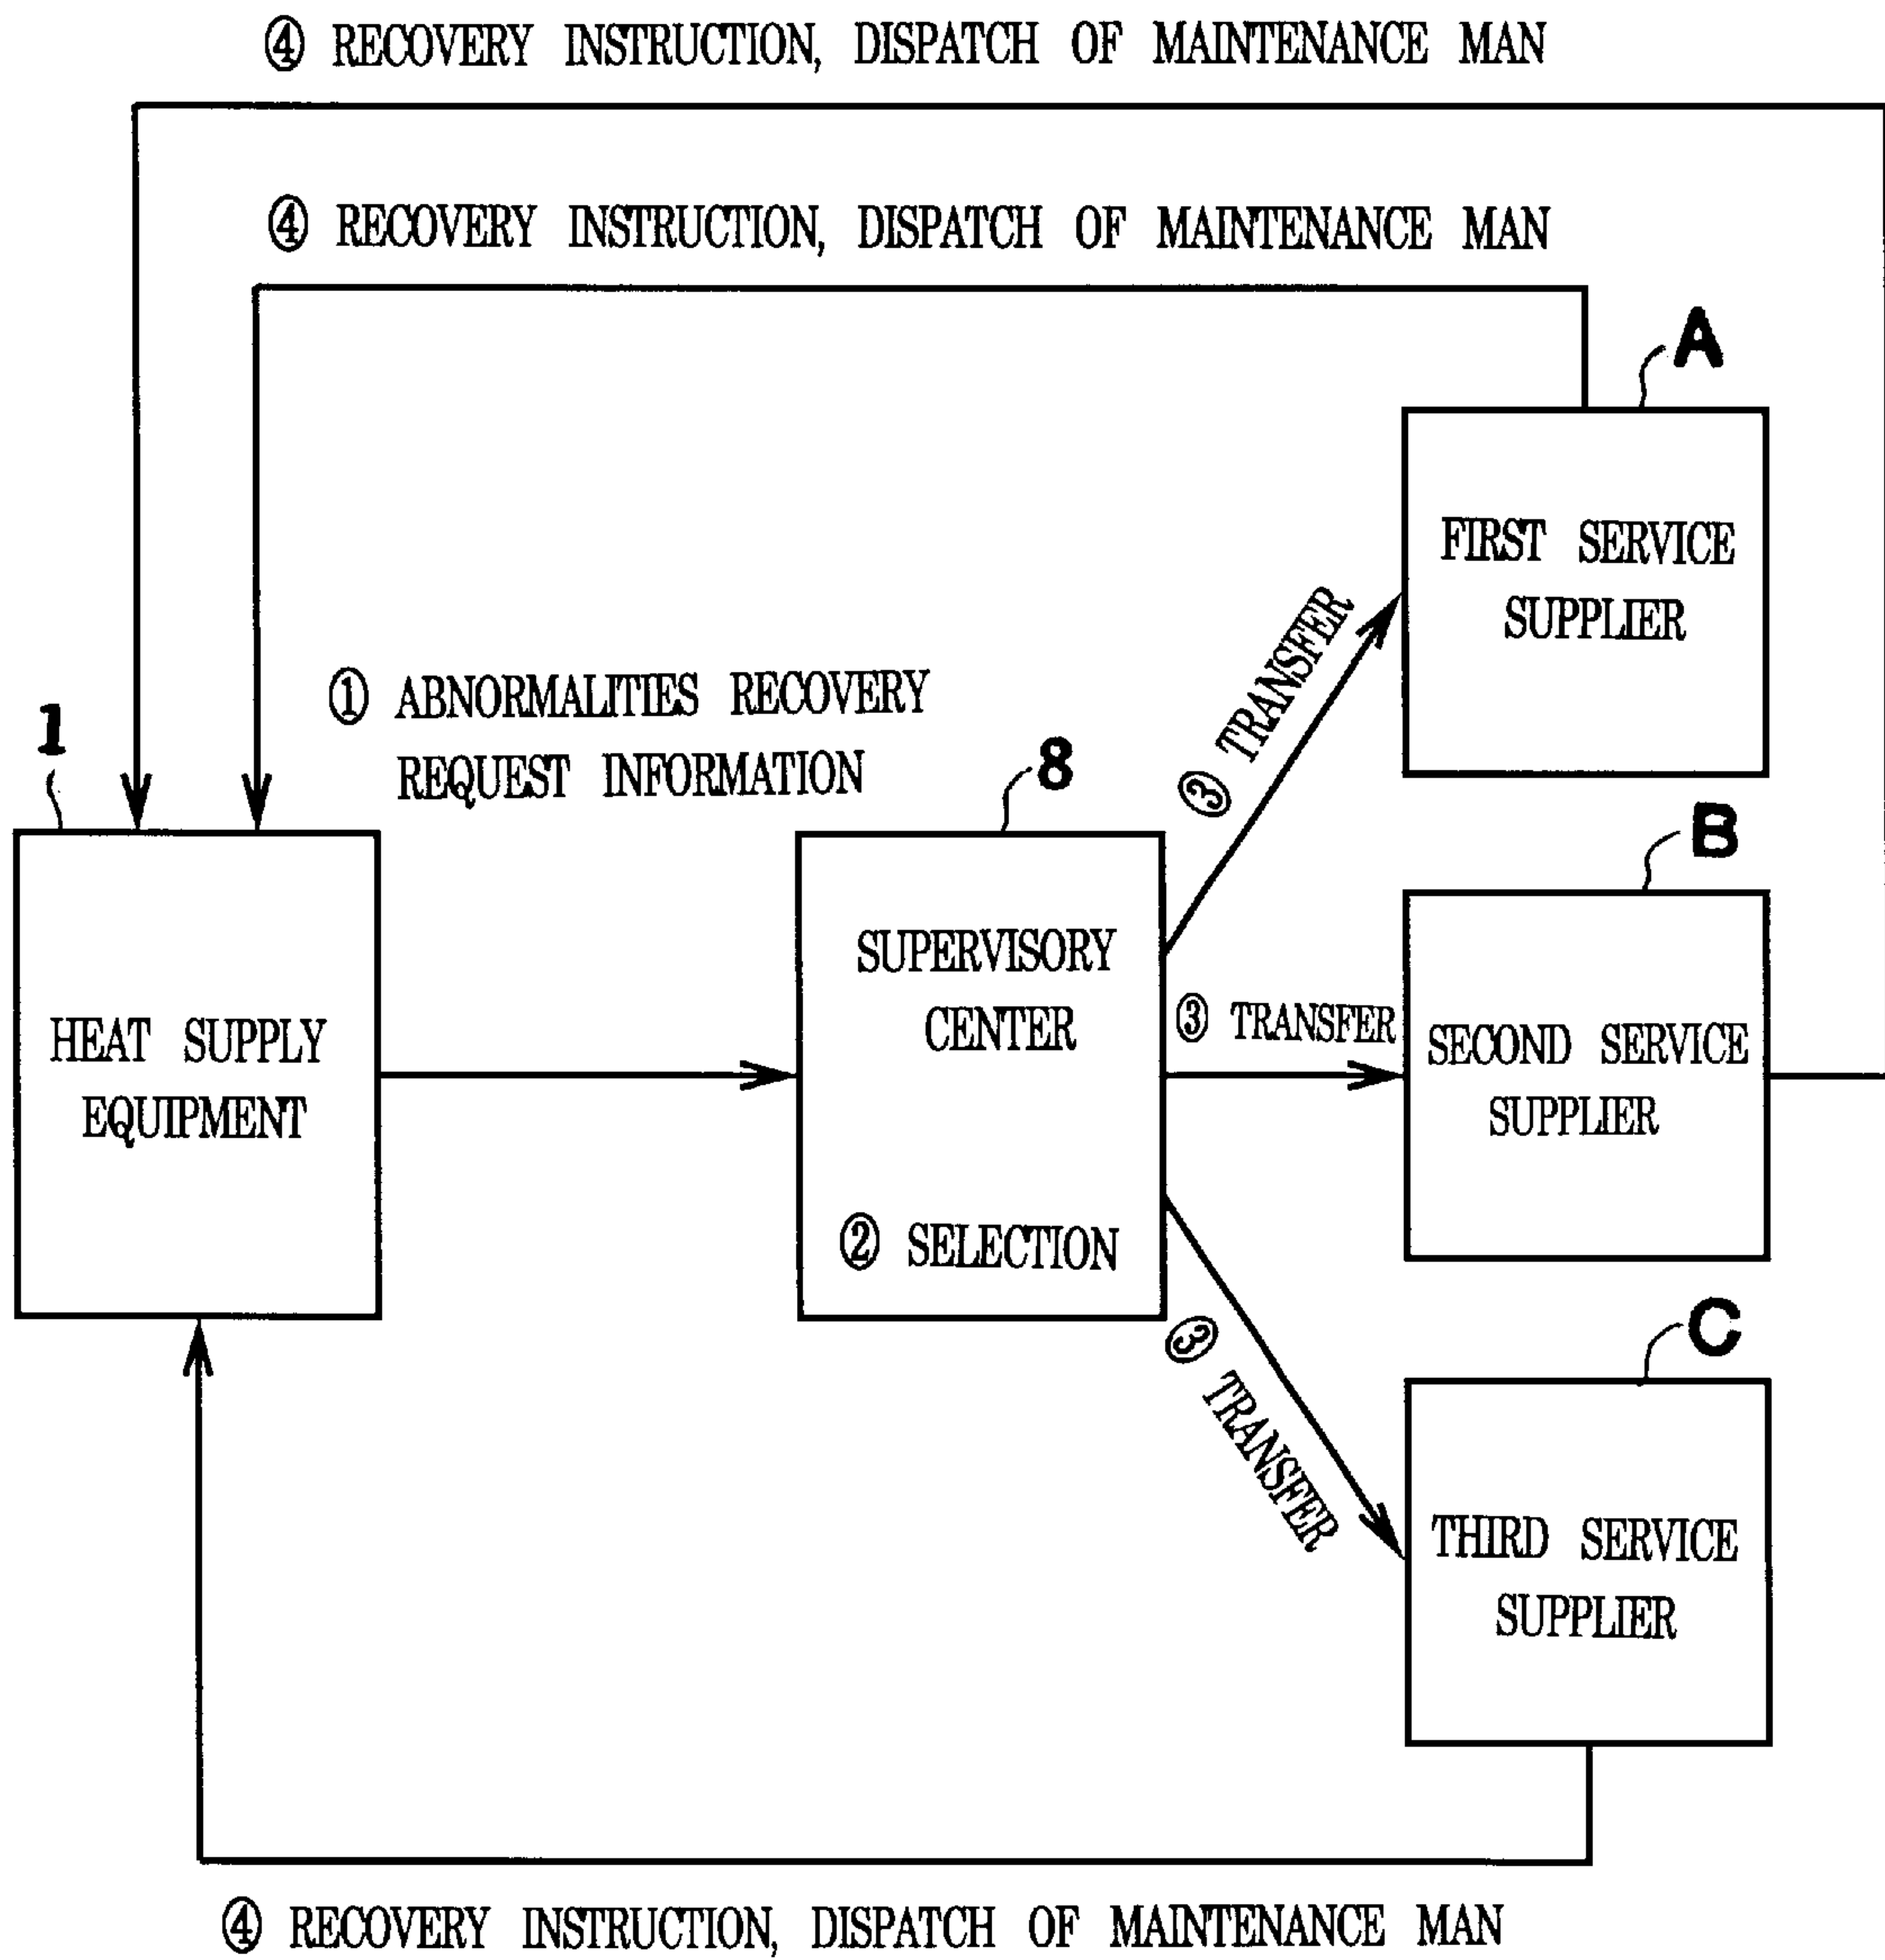 ④ RECOVERY INSTRUCTION, DISPATCH OF MAINTENANCE MAN
④ RECOVERY INSTRUCTION, DISPATCH OF MAINTENANCE MAN
A
FIRST SERVICE
SUPPLIER
① ABNORMALITIES RECOVERY
REQUEST INFORMATION
③ TRANSFER
1
8
B
HEAT SUPPLY
EQUIPMENT
SUPERVISORY
CENTER
② SELECTION
③ TRANSFER
SECOND SERVICE
SUPPLIER
③ TRANSFER
C
THIRD SERVICE
SUPPLIER
④ RECOVERY INSTRUCTION, DISPATCH OF MAINTENANCE MAN